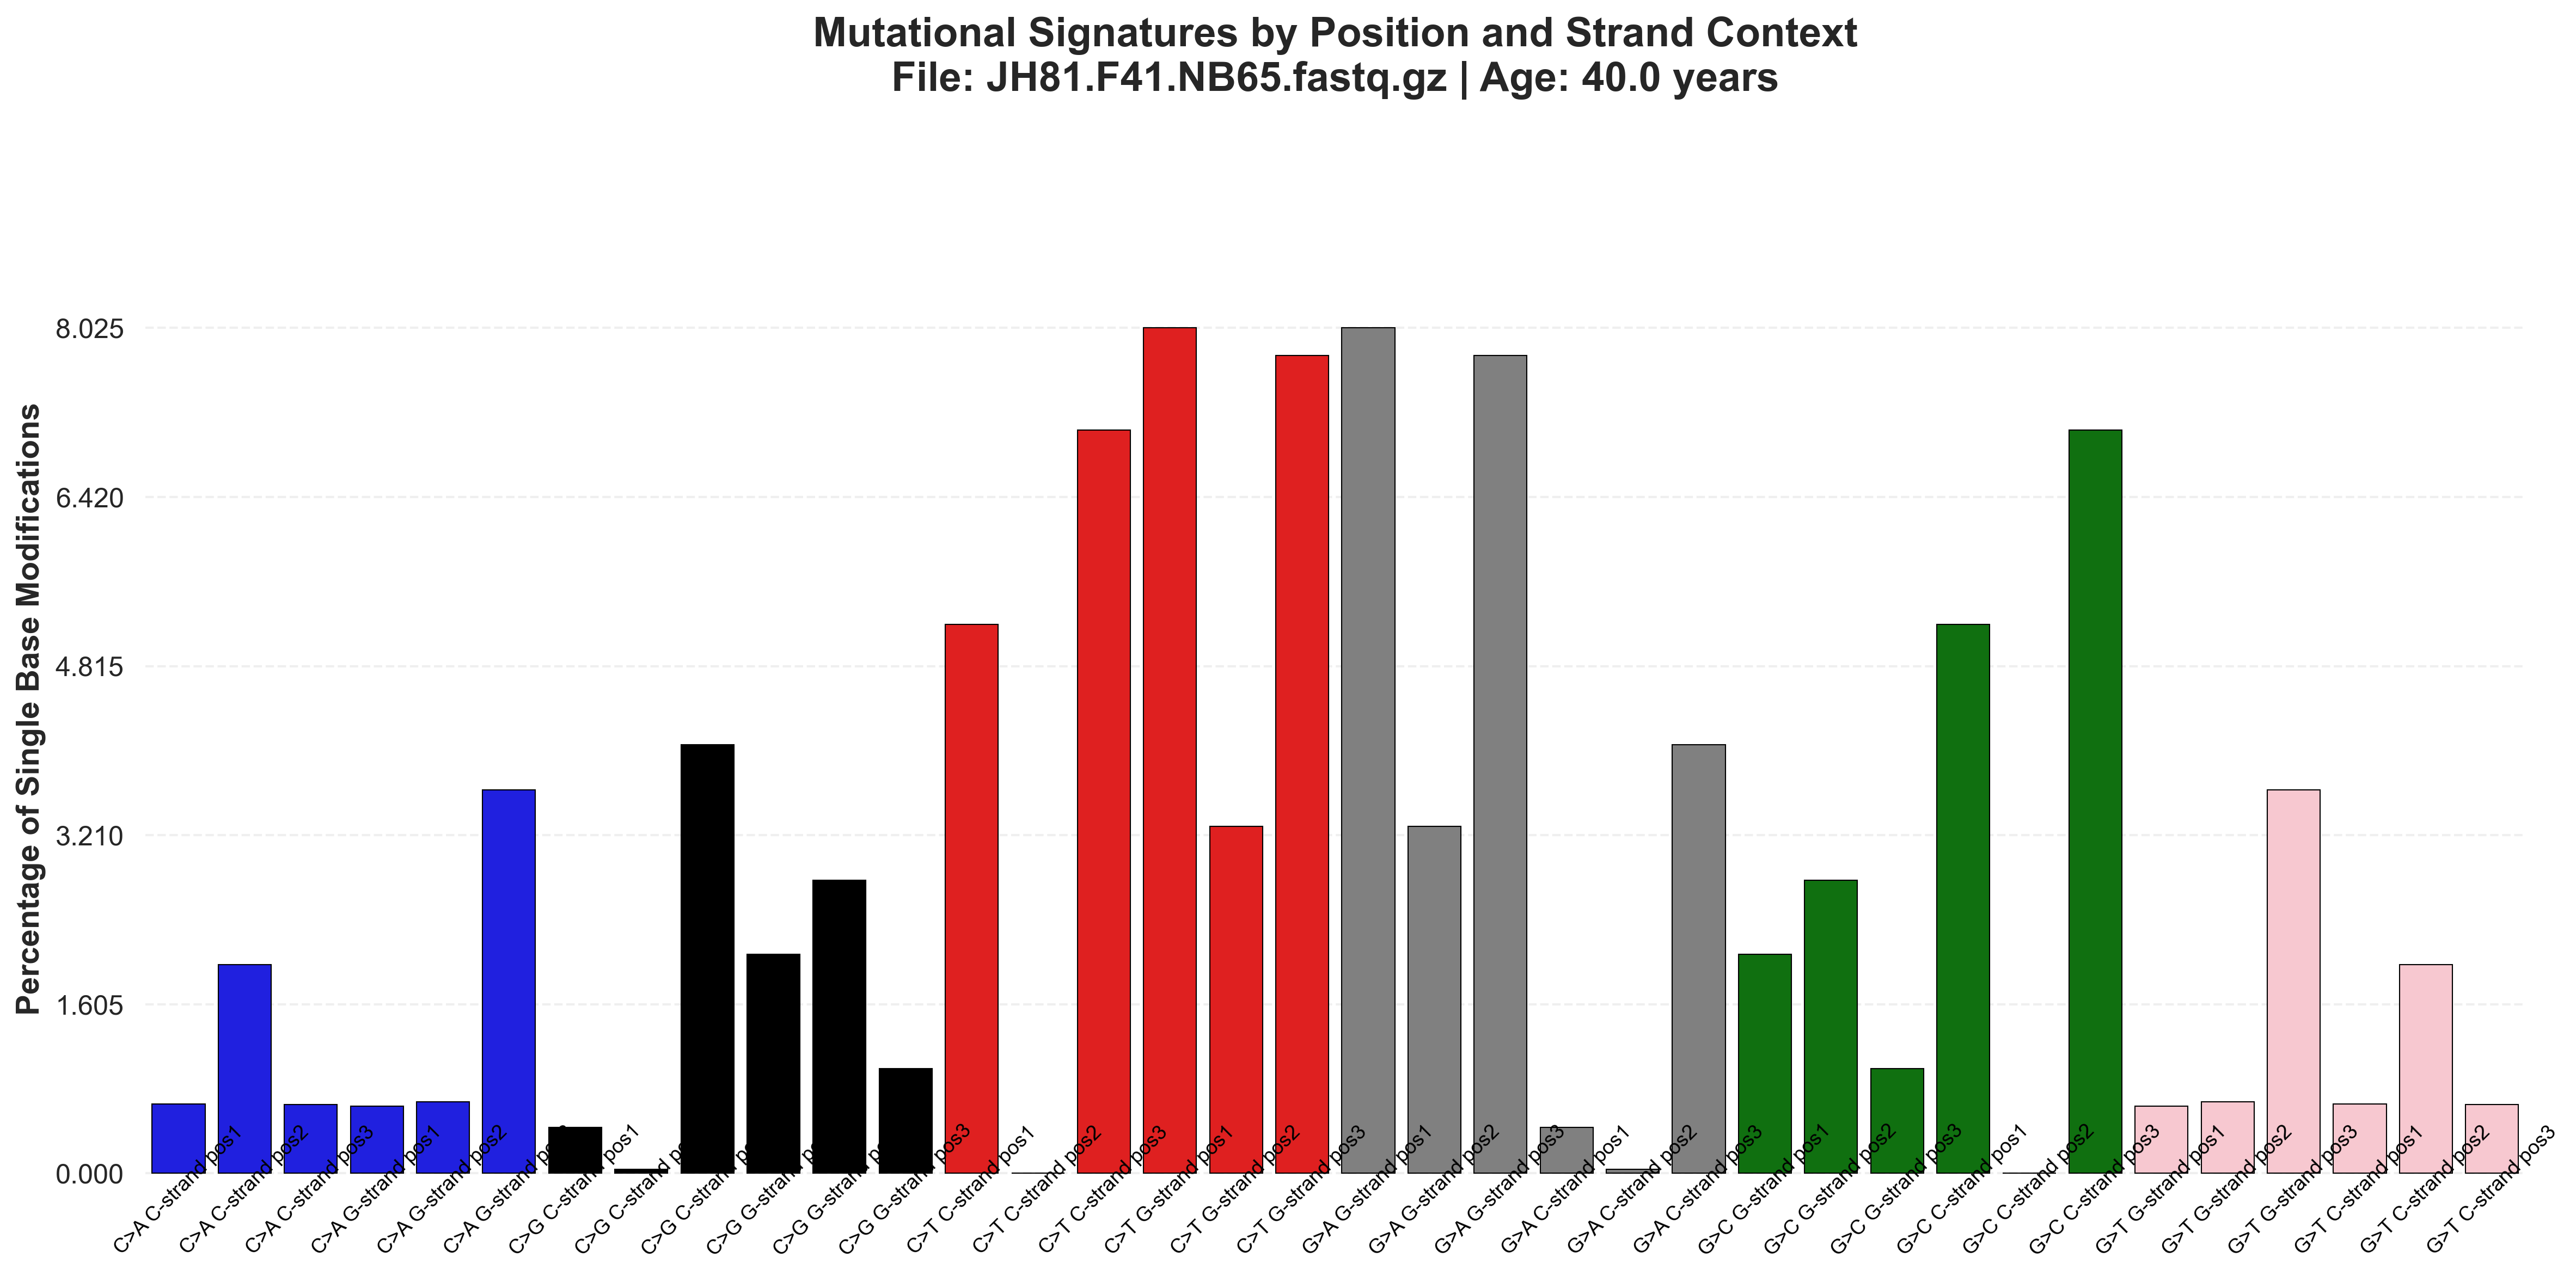 Mutational Signatures by Position and Strand Context
File: JH81.F41.NB65.fastq.gz | Age: 40.0 years
Percentage of Single Base Modifications
8.025
6.420
4.815
3.210
1.605
0.000
C>A C-strand pos1
C>A C-strand pos2
C>A C-strand pos3
C>A G-strand pos1
C>A G-strand pos2
C>A G-strand
C>G C-strand pos1
C>G C-strand
C>G C-strand
C>G G-strand
C>G G-strand
C>G G-strand pos3
C>T C-strand pos1
C>T C-strand pos2
C>T C-strand pos3
C>T G-strand pos1
C>T G-strand pos2
C>T G-strand pos3
G>A G-strand pos1
G>A G-strand pos2
G>A G-strand pos3
G>A C-strand pos1
G>A C-strand pos2
G>A C-strand pos3
G>C G-strand pos1
G>C G-strand pos2
G>C G-strand pos3
G>C C-strand pos1
G>C C-strand pos2
G>C C-strand pos3
G>T G-strand pos1
G>T G-strand pos2
G>T G-strand pos3
G>T C-strand pos1
G>T C-strand pos2
G>T C-strand pos3